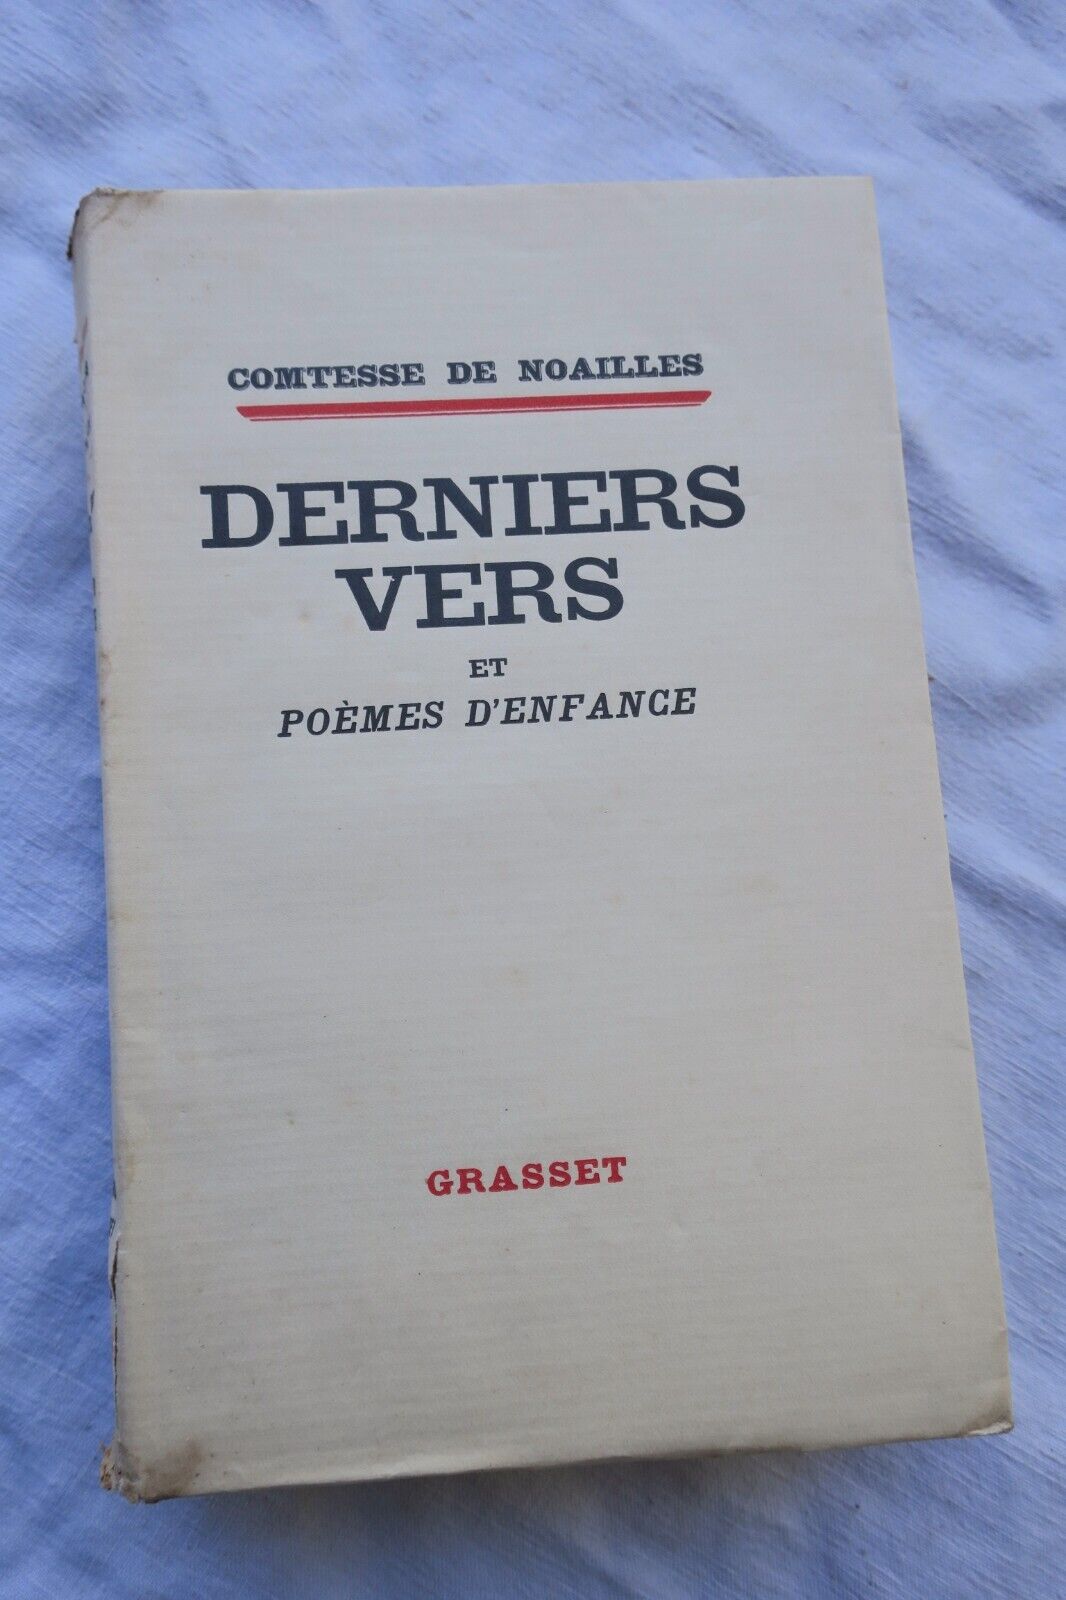 COMTESSE DE NOAILLES
DERNIERS
VERS
ET
POÈMES D'ENFANCE
GRASSET